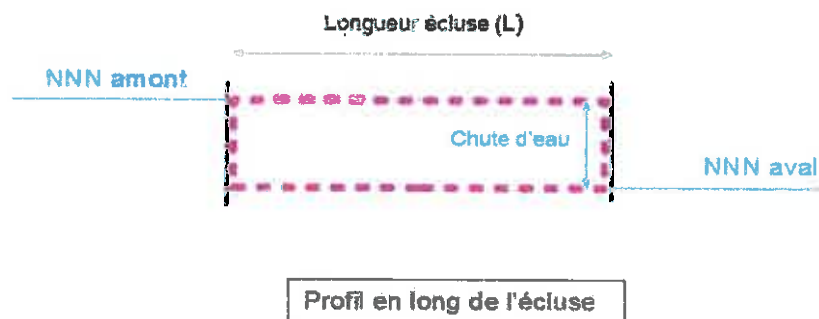 Longueur écluse (L)
NNN amont
Chute d'eau
NNN aval
Profil en long de l'écluse